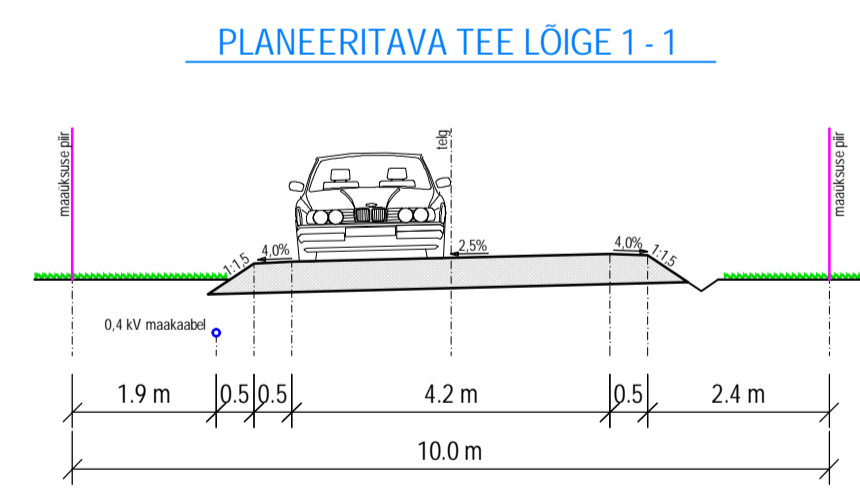 PLANEERITAVA TEE LÕIGE 1 - 1
maaüksuse piir
telg
maaüksuse piir
1:1,5
4,0%
2,5%
4,0%
1:1,5
0,4 kV maakaabel
1.9 m
0.5
0.5
4.2 m
0.5
2.4 m
10.0 m